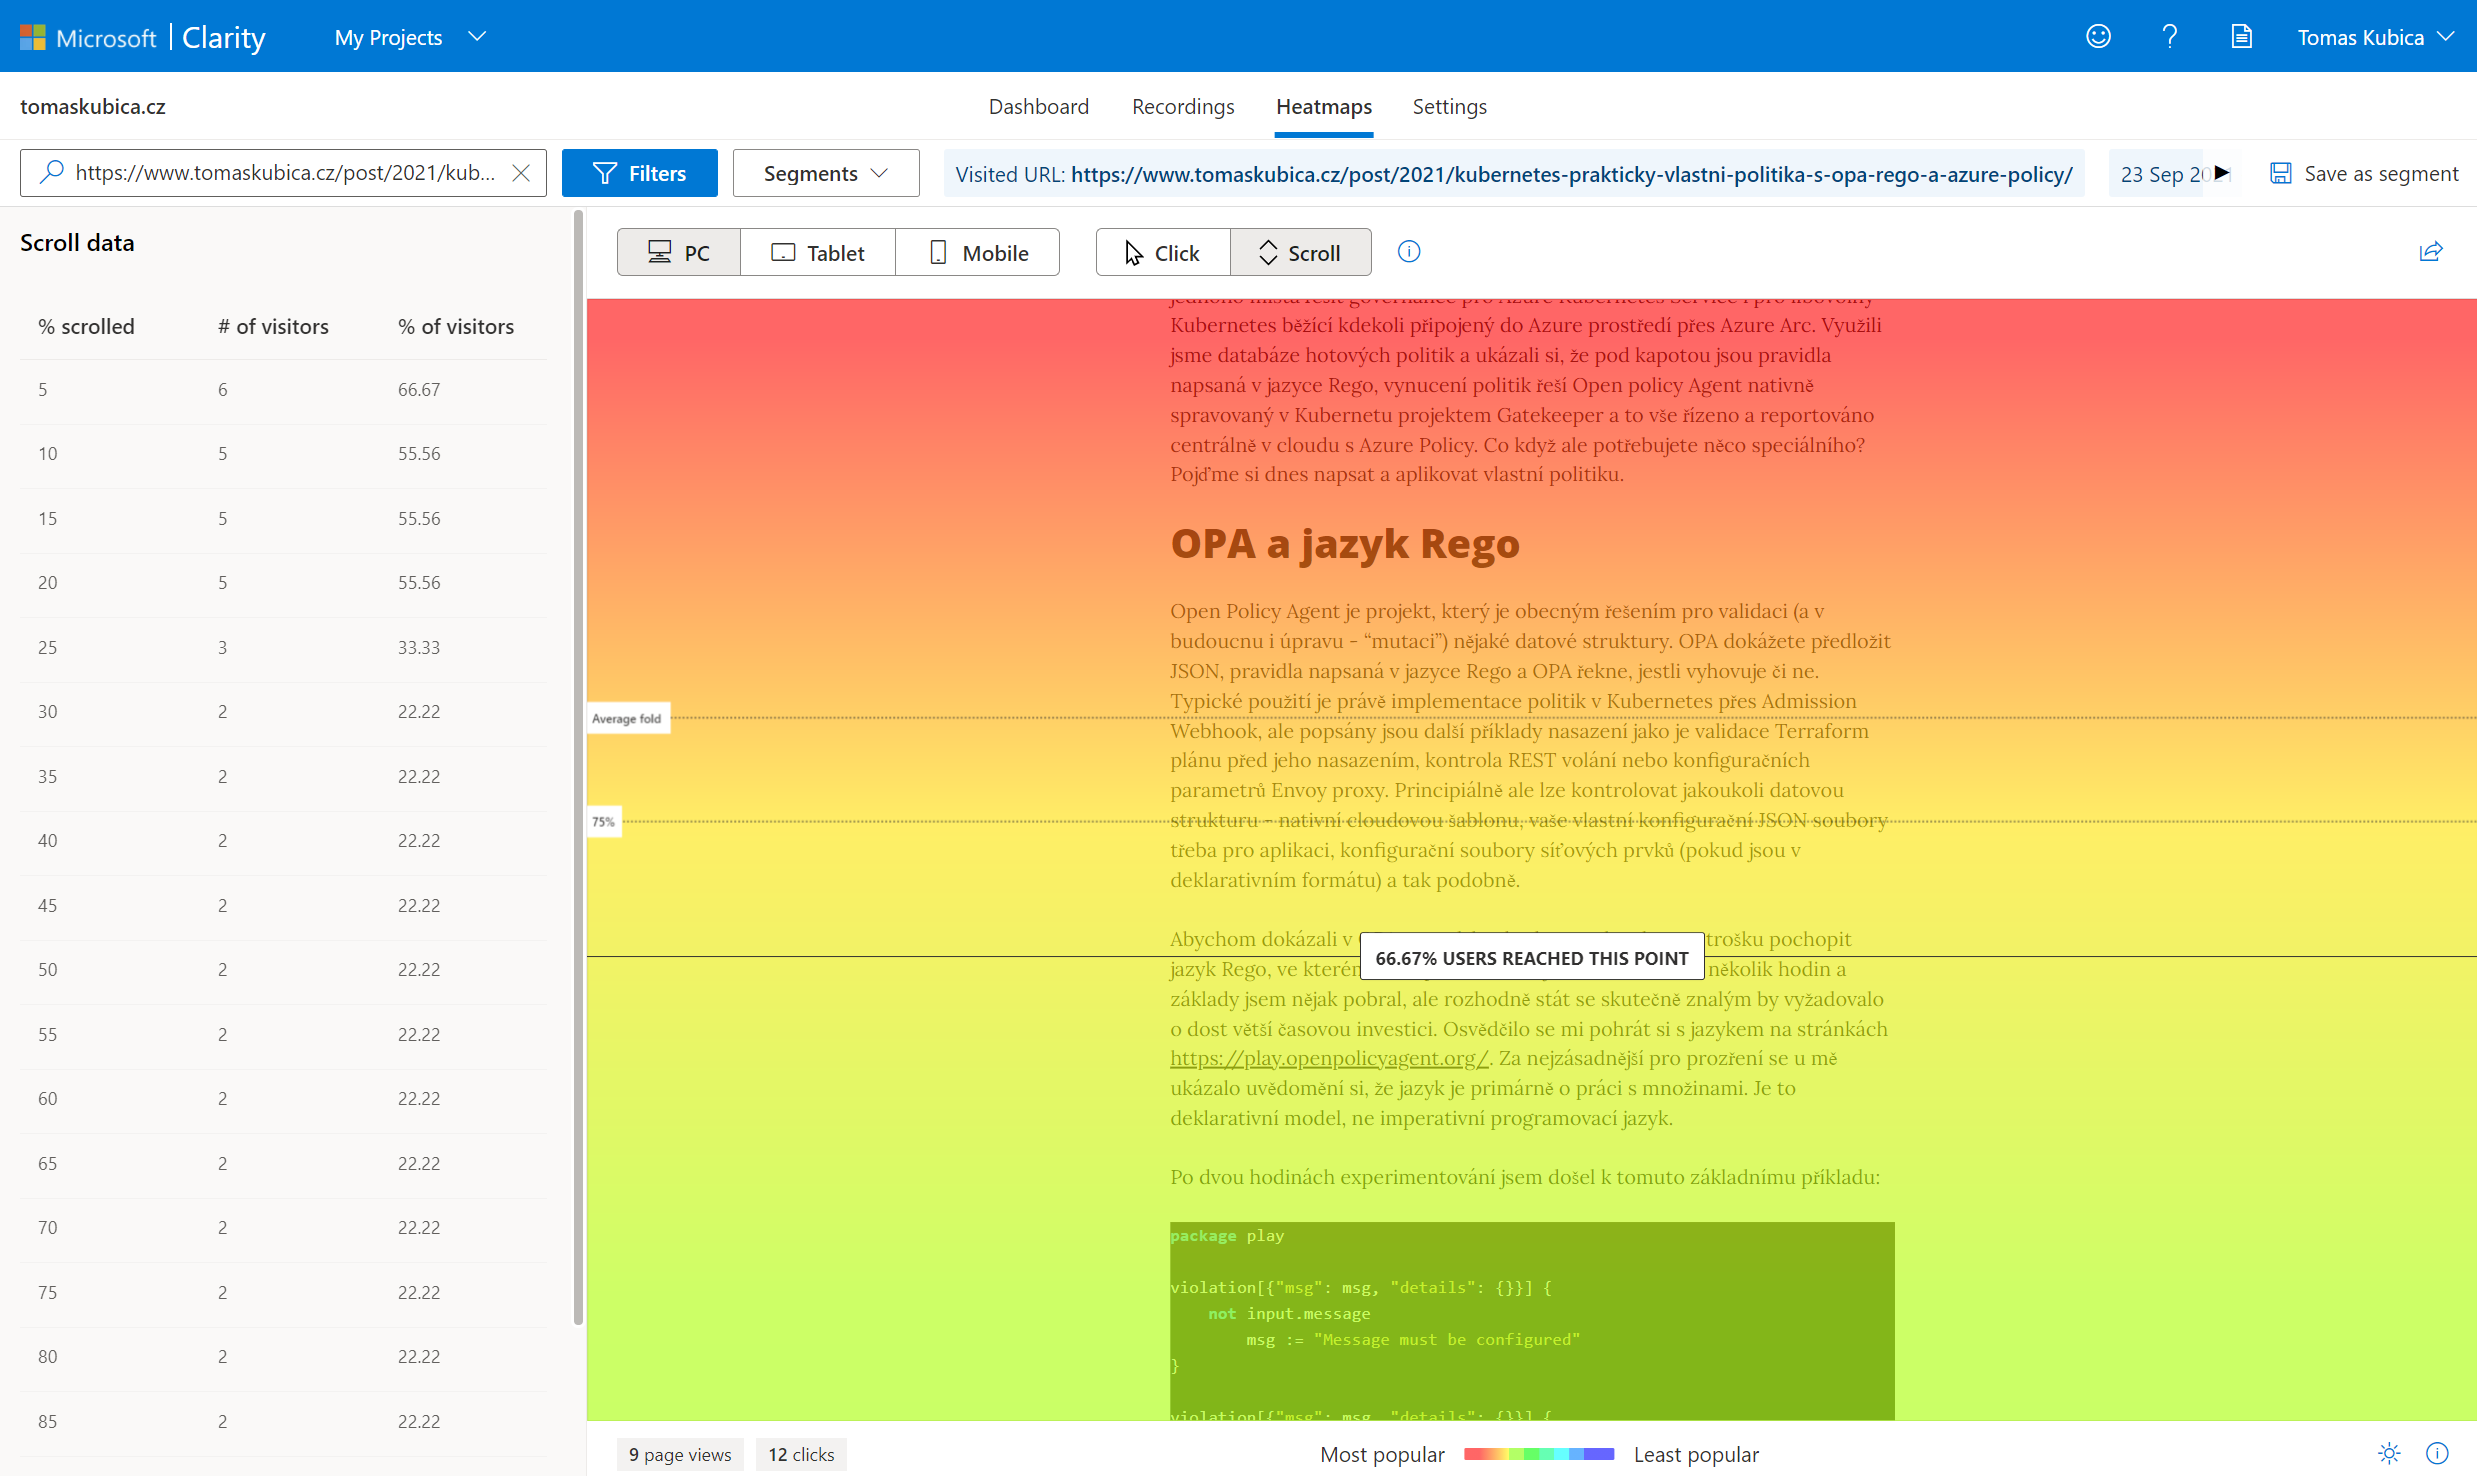 Microsoft | Clarity
My Projects
Tomas Kubica
tomaskubica.cz
Dashboard
Recordings
Heatmaps
Settings
https://www.tomaskubica.cz/post/2021/kub...
Filters
Segments
Visited URL: https://www.tomaskubica.cz/post/2021/kubernetes-prakticky-vlastni-politika-s-opa-rego-a-azure-policy/
23 Sep 2021
Save as segment
Scroll data
% scrolled # of visitors % of visitors
5 6 66.67
10 5 55.56
15 5 55.56
20 5 55.56
25 3 33.33
30 2 22.22
35 2 22.22
40 2 22.22
45 2 22.22
50 2 22.22
55 2 22.22
60 2 22.22
65 2 22.22
70 2 22.22
75 2 22.22
80 2 22.22
85 2 22.22
PC
Tablet
Mobile
Click
Scroll
jednoho místa řešit governance pro Azure Kubernetes Service i pro libovolný
Kubernetes běžící kdekoli připojený do Azure prostředí přes Azure Arc. Využili
jsme databáze hotových politik a ukázali si, že pod kapotou jsou pravidla
napsaná v jazyce Rego, vynucení politik řeší Open policy Agent nativně
spravovaný v Kubernetu projektem Gatekeeper a to vše řízeno a reportováno
centrálně v cloudu s Azure Policy. Co když ale potřebujete něco speciálního?
Pojďme si dnes napsat a aplikovat vlastní politiku.
OPA a jazyk Rego
Open Policy Agent je projekt, který je obecným řešením pro validaci (a v
budoucnu i úpravu - “mutaci”) nějaké datové struktury. OPA dokážete předložit
JSON, pravidla napsaná v jazyce Rego a OPA řekne, jestli vyhovuje či ne.
Typické použití je právě implementace politik v Kubernetes přes Admission
Average fold
Webhook, ale popsány jsou další příklady nasazení jako je validace Terraform
plánu před jeho nasazením, kontrola REST volání nebo konfiguračních
parametrů Envoy proxy. Principiálně ale lze kontrolovat jakoukoli datovou
75%
strukturu - nativní cloudovou šablonu, vaše vlastní konfigurační JSON soubory
třeba pro aplikaci, konfigurační soubory síťových prvků (pokud jsou v
deklarativním formátu) a tak podobně.
Abychom dokázali v trošku pochopit
66.67% USERS REACHED THIS POINT
jazyk Rego, ve kterém několik hodin a
základy jsem nějak pobral, ale rozhodně stát se skutečně znalým by vyžadovalo
o dost větší časovou investici. Osvědčilo se mi pohrát si s jazykem na stránkách
https://play.openpolicyagent.org/. Za nejzásadnější pro prozření se u mě
ukázalo uvědomění si, že jazyk je primárně o práci s množinami. Je to
deklarativní model, ne imperativní programovací jazyk.
Po dvou hodinách experimentování jsem došel k tomuto základnímu příkladu:
package play
violation[{"msg": msg, "details": {}}] {
not input.message
msg := "Message must be configured"
}
violation[{"msg": msg, "details": {}}] {
9 page views
12 clicks
Most popular
Least popular